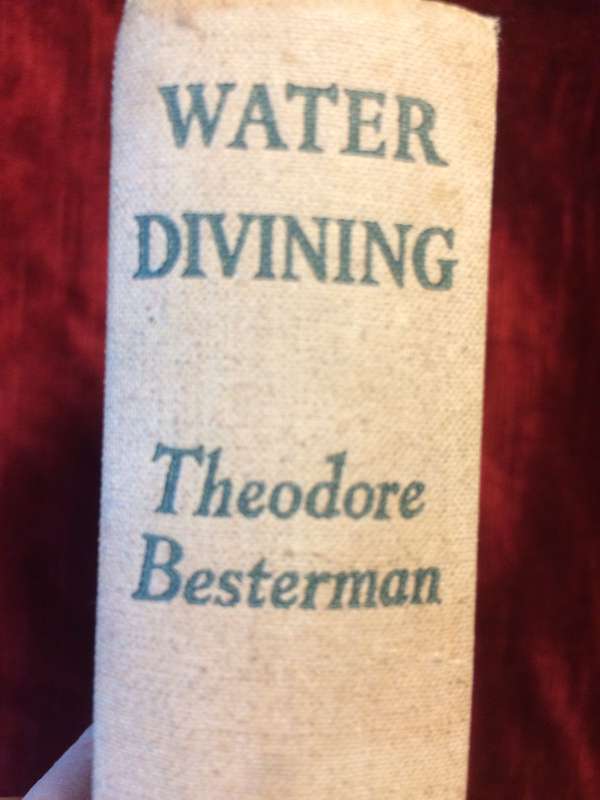 WATER
DIVINING
Theodore
Besterman